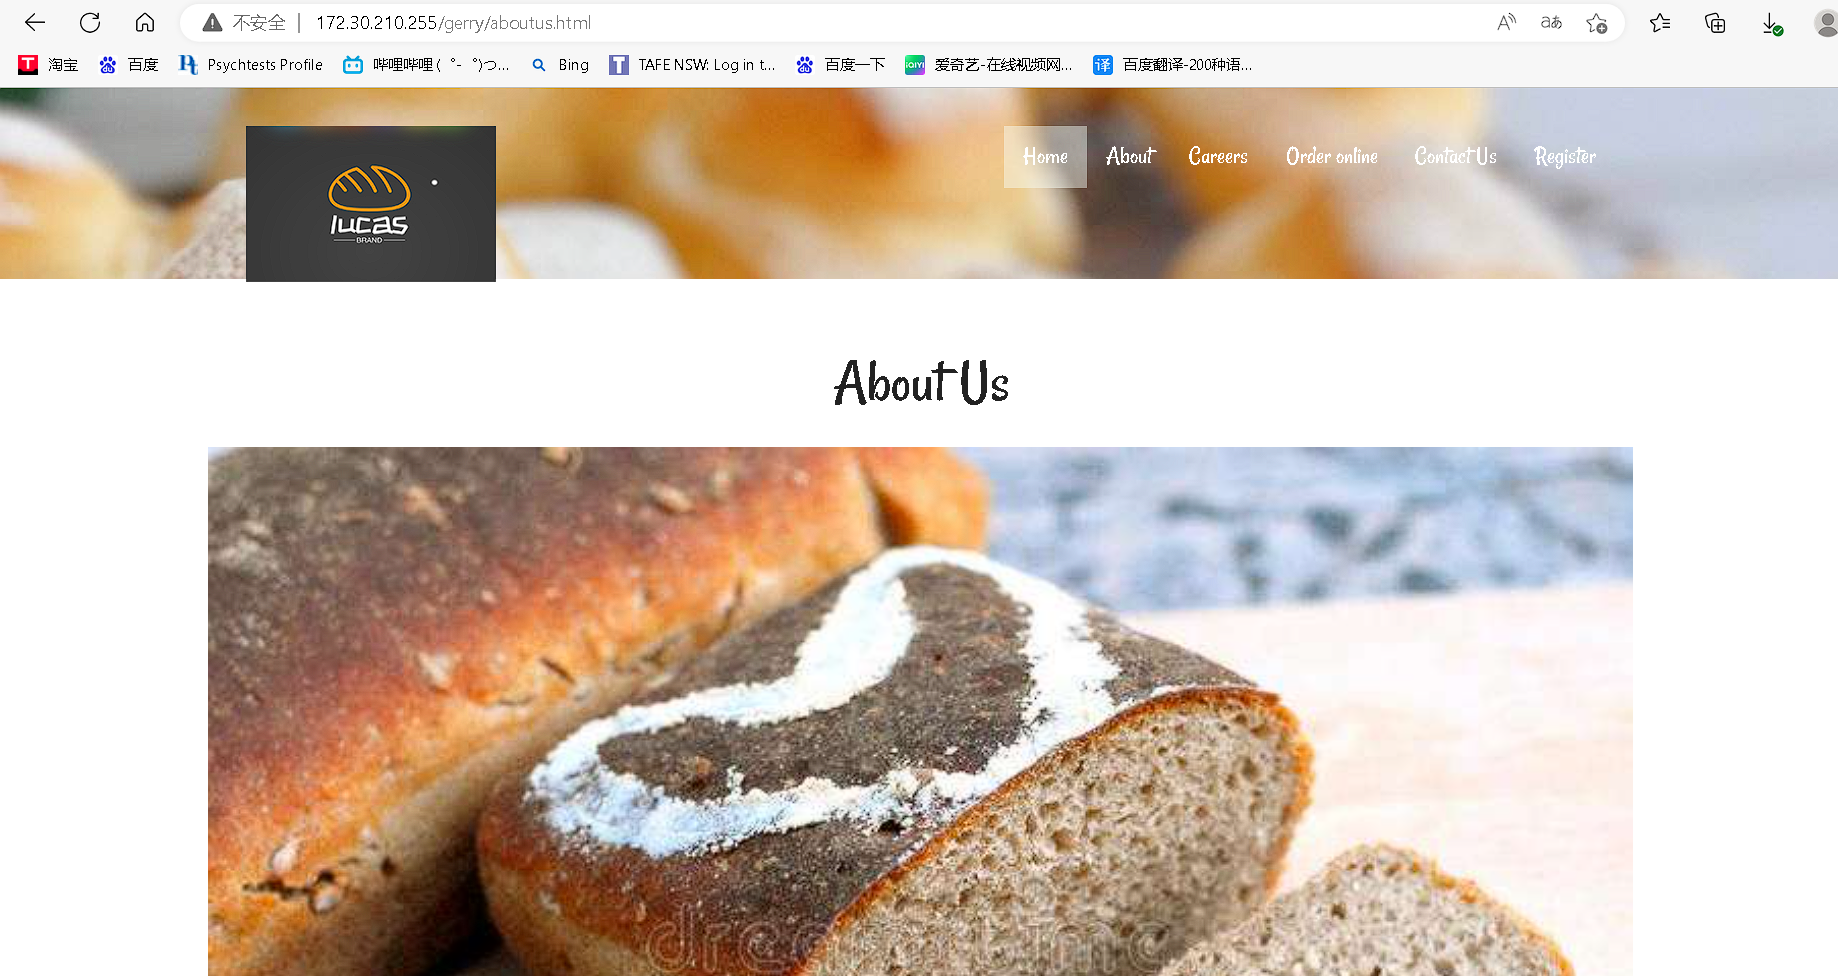 不安全 | 172.30.210.255/gerry/aboutus.html
淘宝 百度 Psychtests Profile 哔哩哔哩 (゜-゜)つ... Bing TAFE NSW: Log in t... 百度一下 爱奇艺-在线视频网... 百度翻译-200种语...
Home About Careers Order online Contact Us Register
lucas
BRAND
About Us
dreamstime